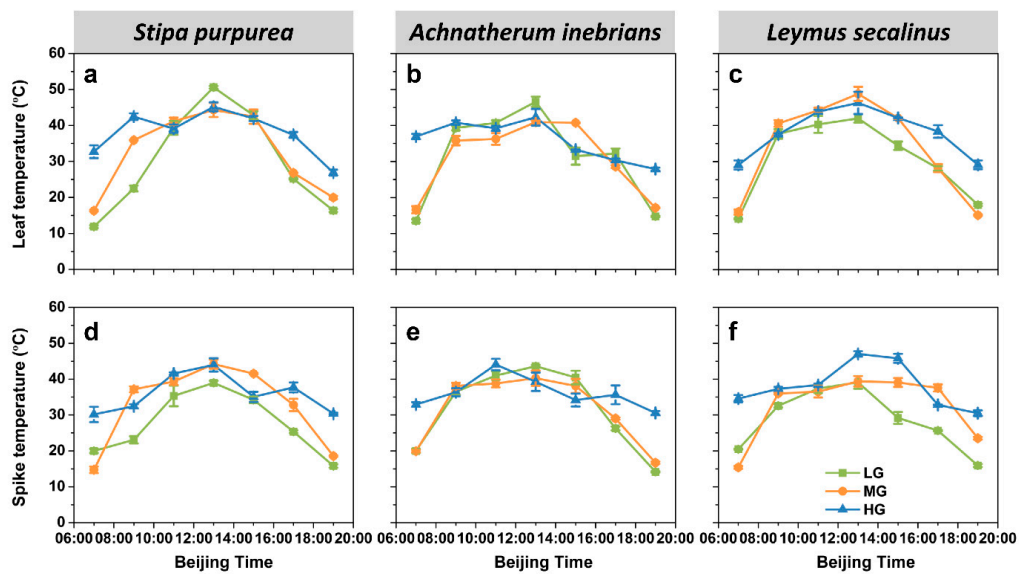 Stipa purpurea
Achnatherum inebrians
Leymus secalinus
Leaf temperature (°C)
60
50
40
30
20
10
0
a
b
c
Spike temperature (°C)
60
50
40
30
20
10
0
d
e
f
LG
MG
HG
06:00 08:00 10:00 12:00 14:00 16:00 18:00 20:00
06:00 08:00 10:00 12:00 14:00 16:00 18:00 20:00
06:00 08:00 10:00 12:00 14:00 16:00 18:00 20:00
Beijing Time
Beijing Time
Beijing Time